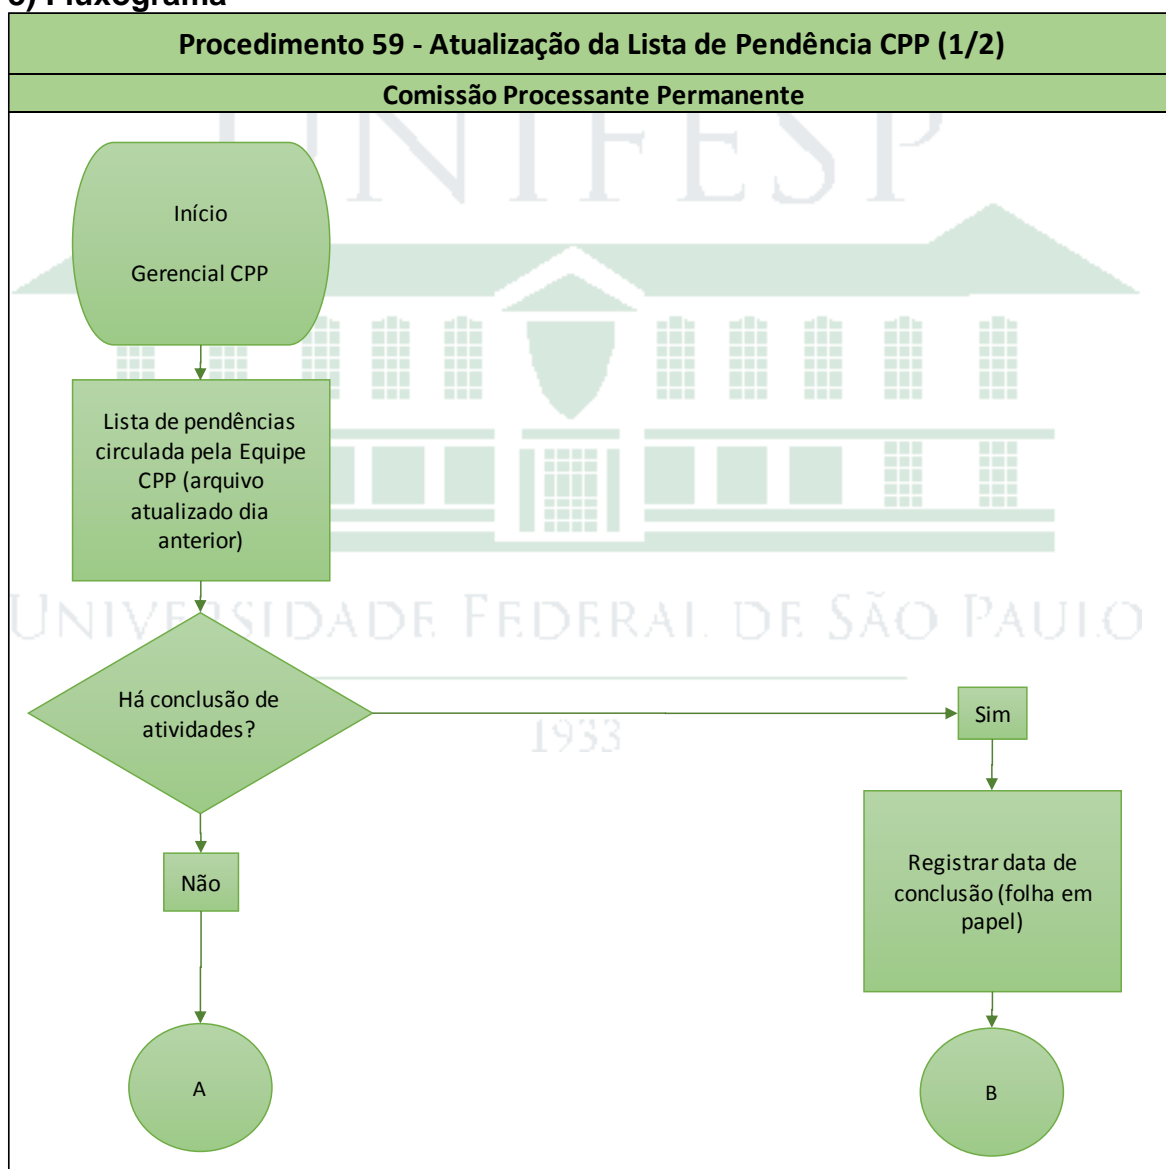 c) Fluxograma
Procedimento 59 - Atualização da Lista de Pendência CPP (1/2)
Comissão Processante Permanente
UNIFESP
Início
Gerencial CPP
Lista de pendências
circulada pela Equipe
CPP (arquivo
atualizado dia
anterior)
UNIVERSIDADE FEDERAL DE SÃO PAULO
Há conclusão de
atividades?
Sim
1933
Registrar data de
conclusão (folha em
papel)
Não
A
B